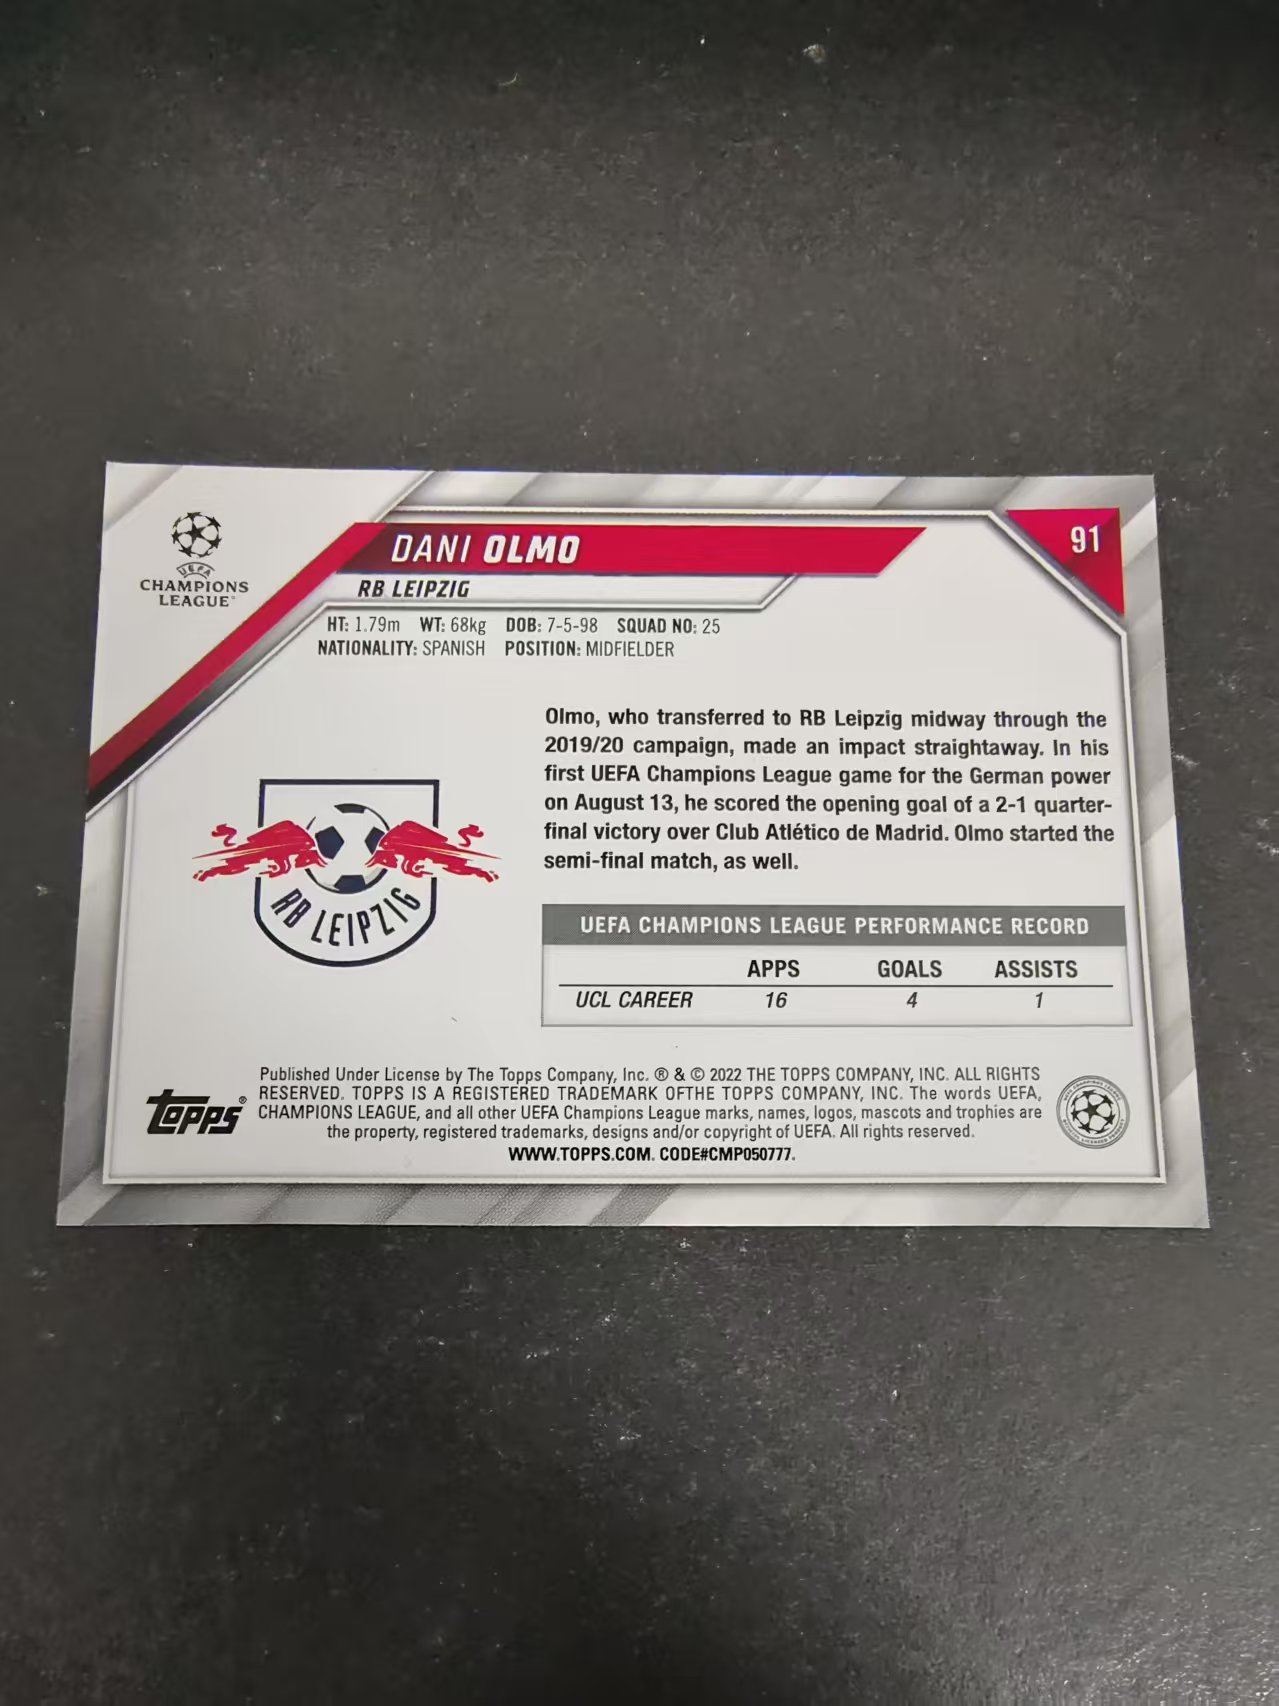 UEFA
CHAMPIONS
LEAGUE
DANI OLMO
91
RB LEIPZIG
HT: 1.79m WT: 68kg DOB: 7-5-98 SQUAD NO: 25
NATIONALITY: SPANISH POSITION: MIDFIELDER
Olmo, who transferred to RB Leipzig midway through the
2019/20 campaign, made an impact straightaway. In his
first UEFA Champions League game for the German power
on August 13, he scored the opening goal of a 2-1 quarter-
final victory over Club Atlético de Madrid. Olmo started the
semi-final match, as well.
RB LEIPZIG
UEFA CHAMPIONS LEAGUE PERFORMANCE RECORD
APPS GOALS ASSISTS
UCL CAREER 16 4 1
Topps®
Published Under License by The Topps Company, Inc. ® & © 2022 THE TOPPS COMPANY, INC. ALL RIGHTS
RESERVED. TOPPS IS A REGISTERED TRADEMARK OFTHE TOPPS COMPANY, INC. The words UEFA,
CHAMPIONS LEAGUE, and all other UEFA Champions League marks, names, logos, mascots and trophies are
the property, registered trademarks, designs and/or copyright of UEFA. All rights reserved.
WWW.TOPPS.COM. CODE#CMP050777.